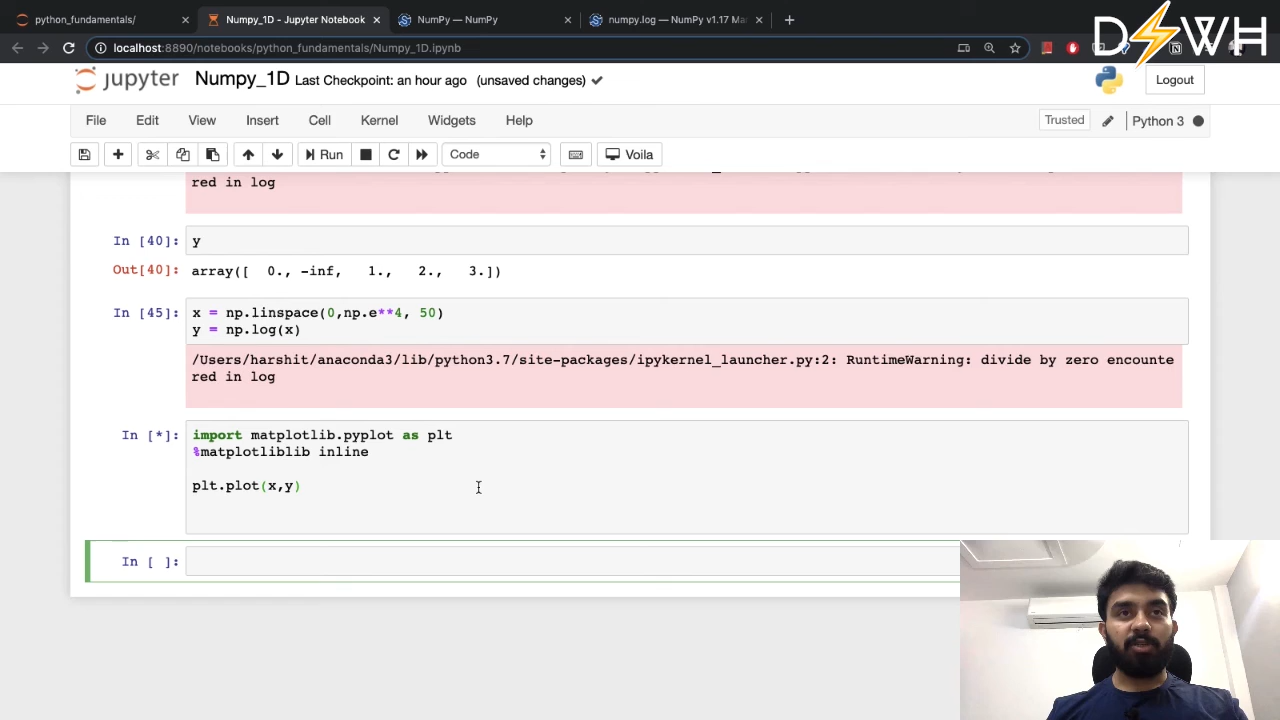 python_fundamentals/
Numpy_1D - Jupyter Notebook
NumPy — NumPy
numpy.log — NumPy v1.17 Ma
localhost:8890/notebooks/python_fundamentals/Numpy_1D.ipynb
D WH
jupyter
Numpy_1D Last Checkpoint: an hour ago (unsaved changes)
Logout
File Edit View Insert Cell Kernel Widgets Help
Trusted
Python 3
Run
Code
Voila
red in log
In [40]: y
Out[40]: array([ 0., -inf, 1., 2., 3.])
In [45]: x = np.linspace(0,np.e**4, 50)
y = np.log(x)
/Users/harshit/anaconda3/lib/python3.7/site-packages/ipykernel_launcher.py:2: RuntimeWarning: divide by zero encounte
red in log
In [*]: import matplotlib.pyplot as plt
%matplotliblib inline
plt.plot(x,y)
In [ ]: